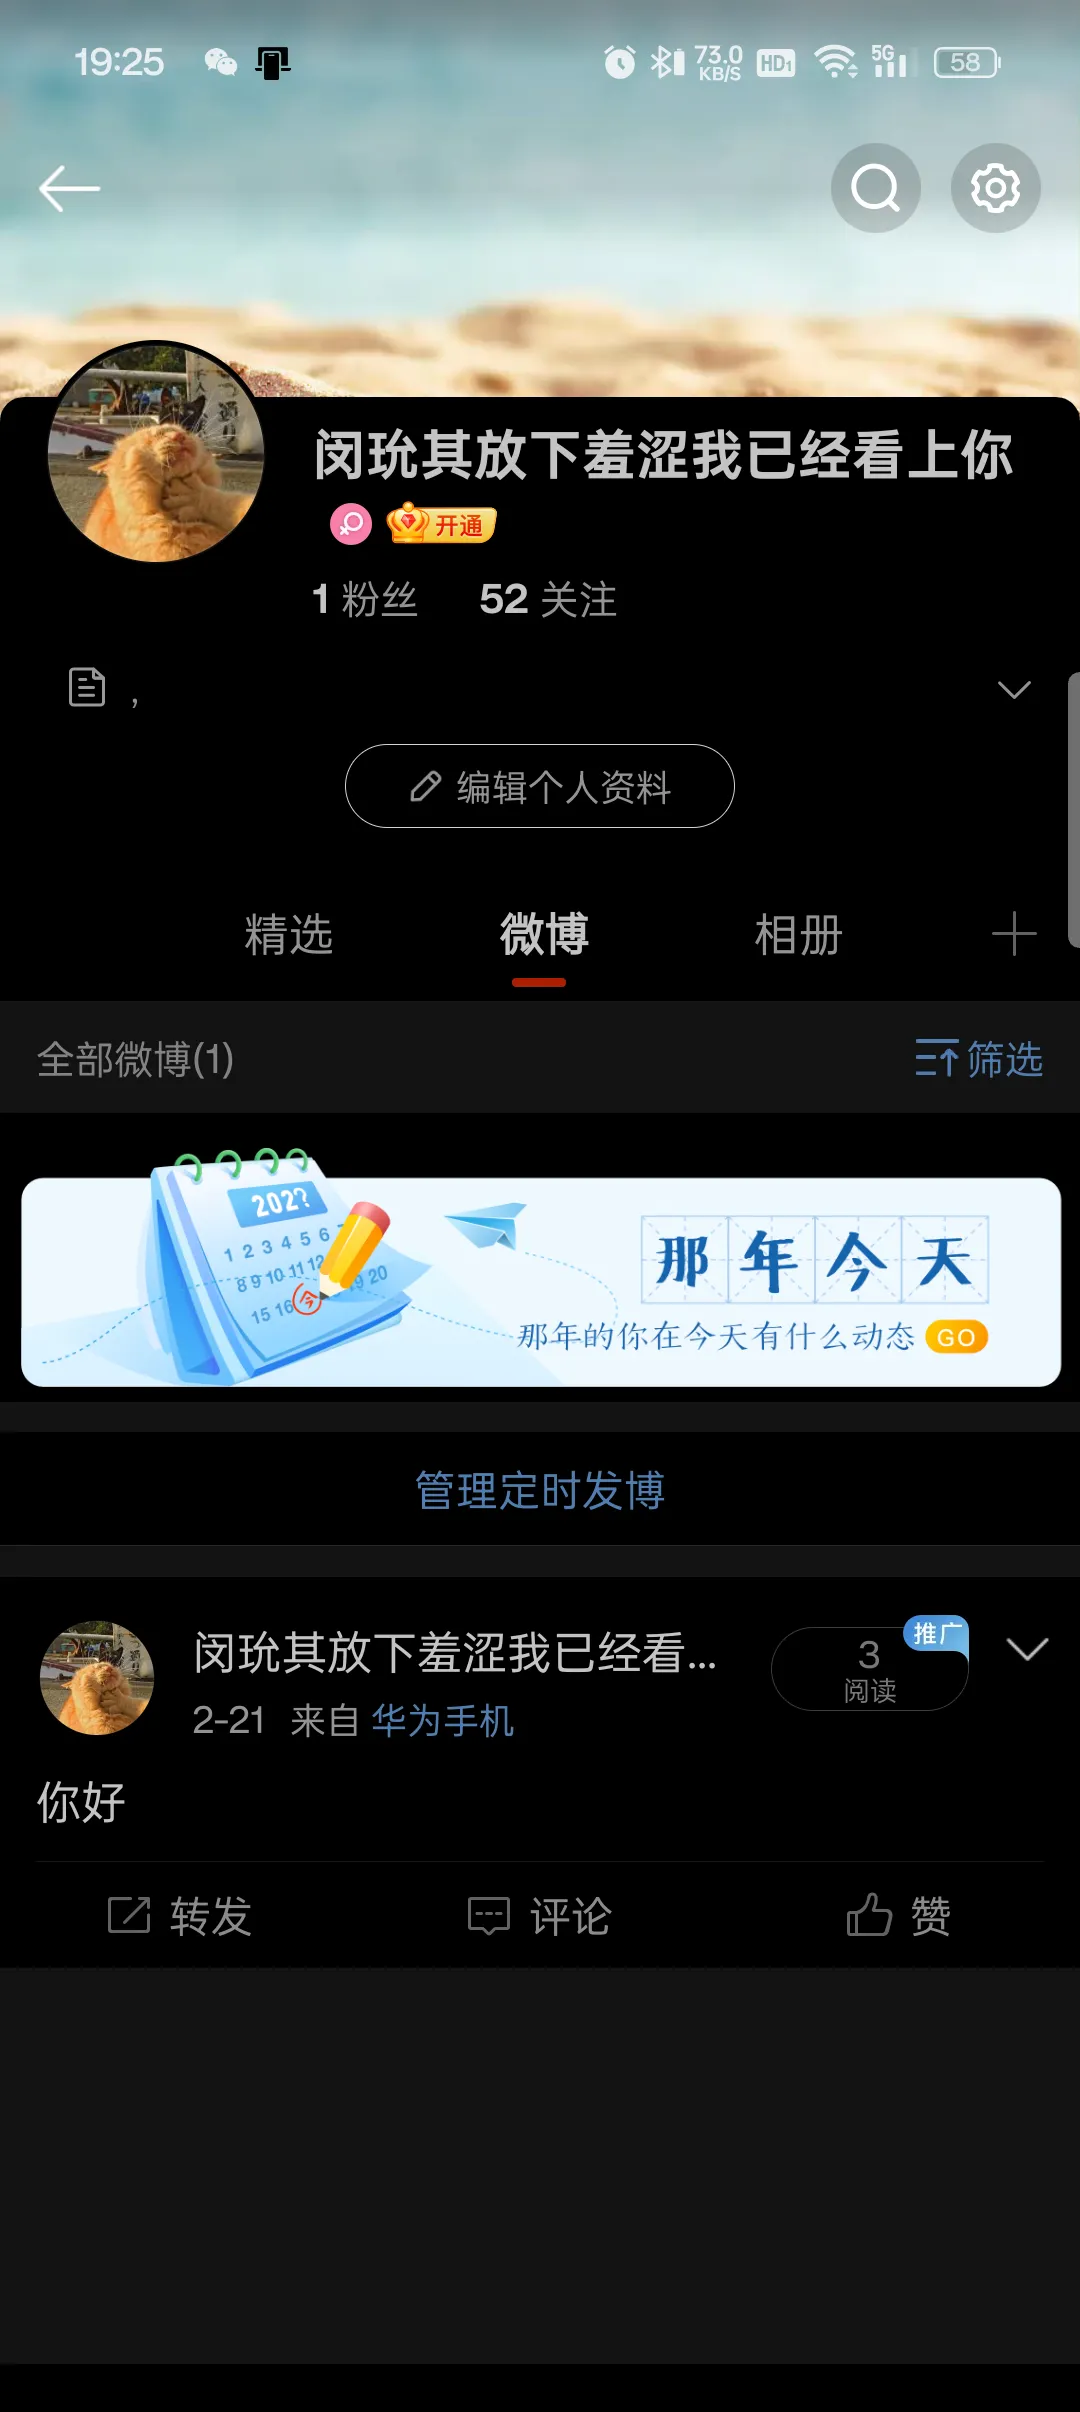 19:25
73.0
KB/S
HD1
5G
58
闵玧其放下羞涩我已经看上你
开通
1 粉丝 52 关注
，
编辑个人资料
精选 微博 相册
全部微博(1)
筛选
202?
1 2 3 4 5 6 7
8 9 10 11 12
19 20
15 16
今
那年今天
那年的你在今天有什么动态 GO
管理定时发博
闵玧其放下羞涩我已经看...
推广
3
阅读
2-21 来自 华为手机
你好
转发 评论 赞